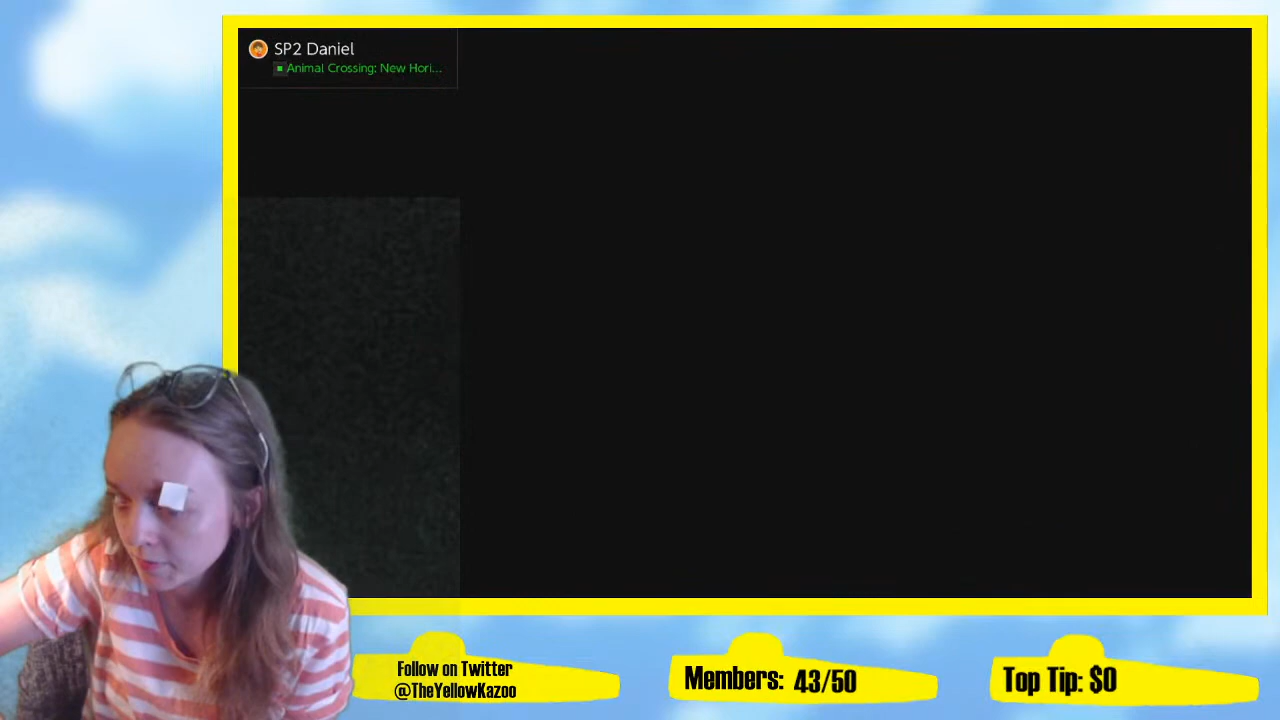 SP2 Daniel
Animal Crossing: New Hori...
Follow on Twitter
@TheYellowKazoo
Members: 43/50
Top Tip: $0